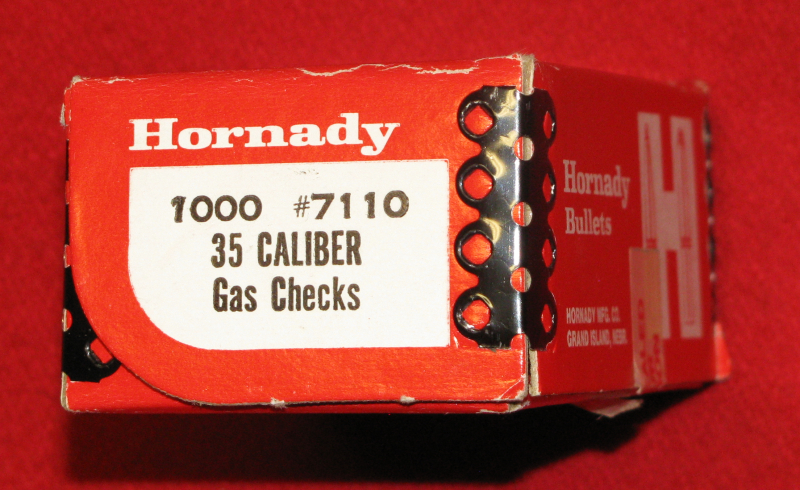 Hornady
1000 #7110
35 CALIBER
Gas Checks
Hornady
Bullets
HORNADY MFG. CO.
GRAND ISLAND, NEBR.
H